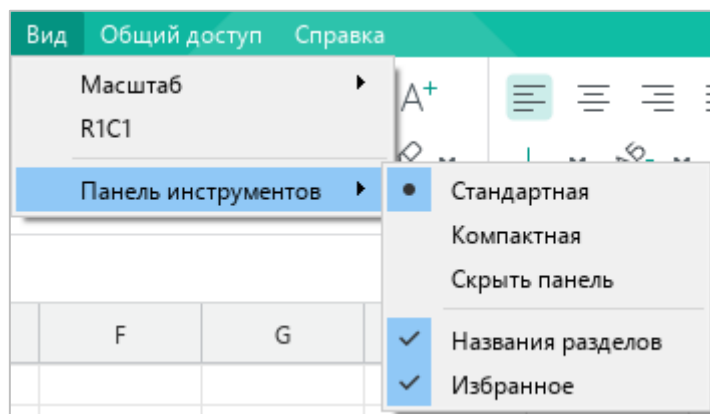 Вид Общий доступ Справка
Масштаб
R1C1
Панель инструментов
Стандартная
Компактная
Скрыть панель
Названия разделов
Избранное
A+
F G